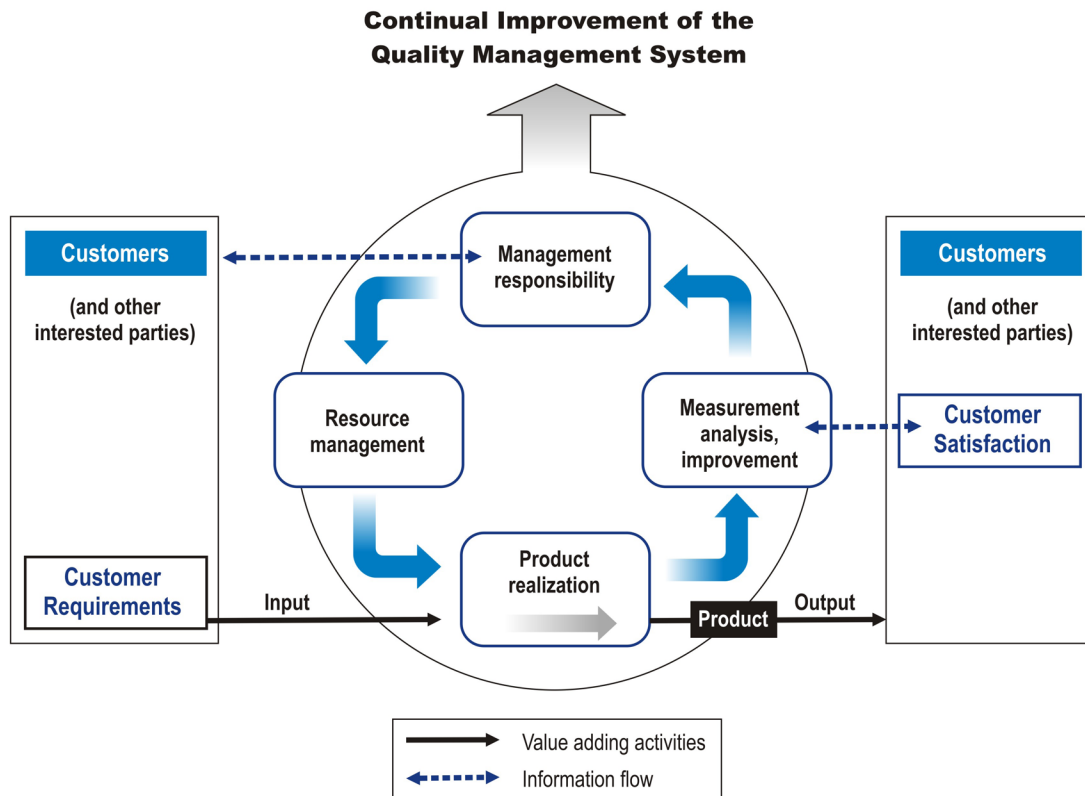 Continual Improvement of the
Quality Management System
Customers
(and other
interested parties)
Customer
Requirements
Input
Management
responsibility
Resource
management
Measurement
analysis,
improvement
Product
realization
Product
Output
Customers
(and other
interested parties)
Customer
Satisfaction
Value adding activities
Information flow